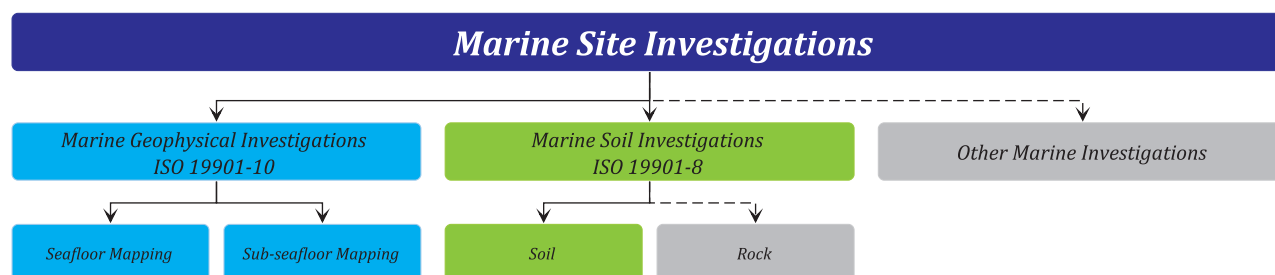 Marine Site Investigations
Marine Geophysical Investigations
ISO 19901-10
Marine Soil Investigations
ISO 19901-8
Other Marine Investigations
Seafloor Mapping
Sub-seafloor Mapping
Soil
Rock